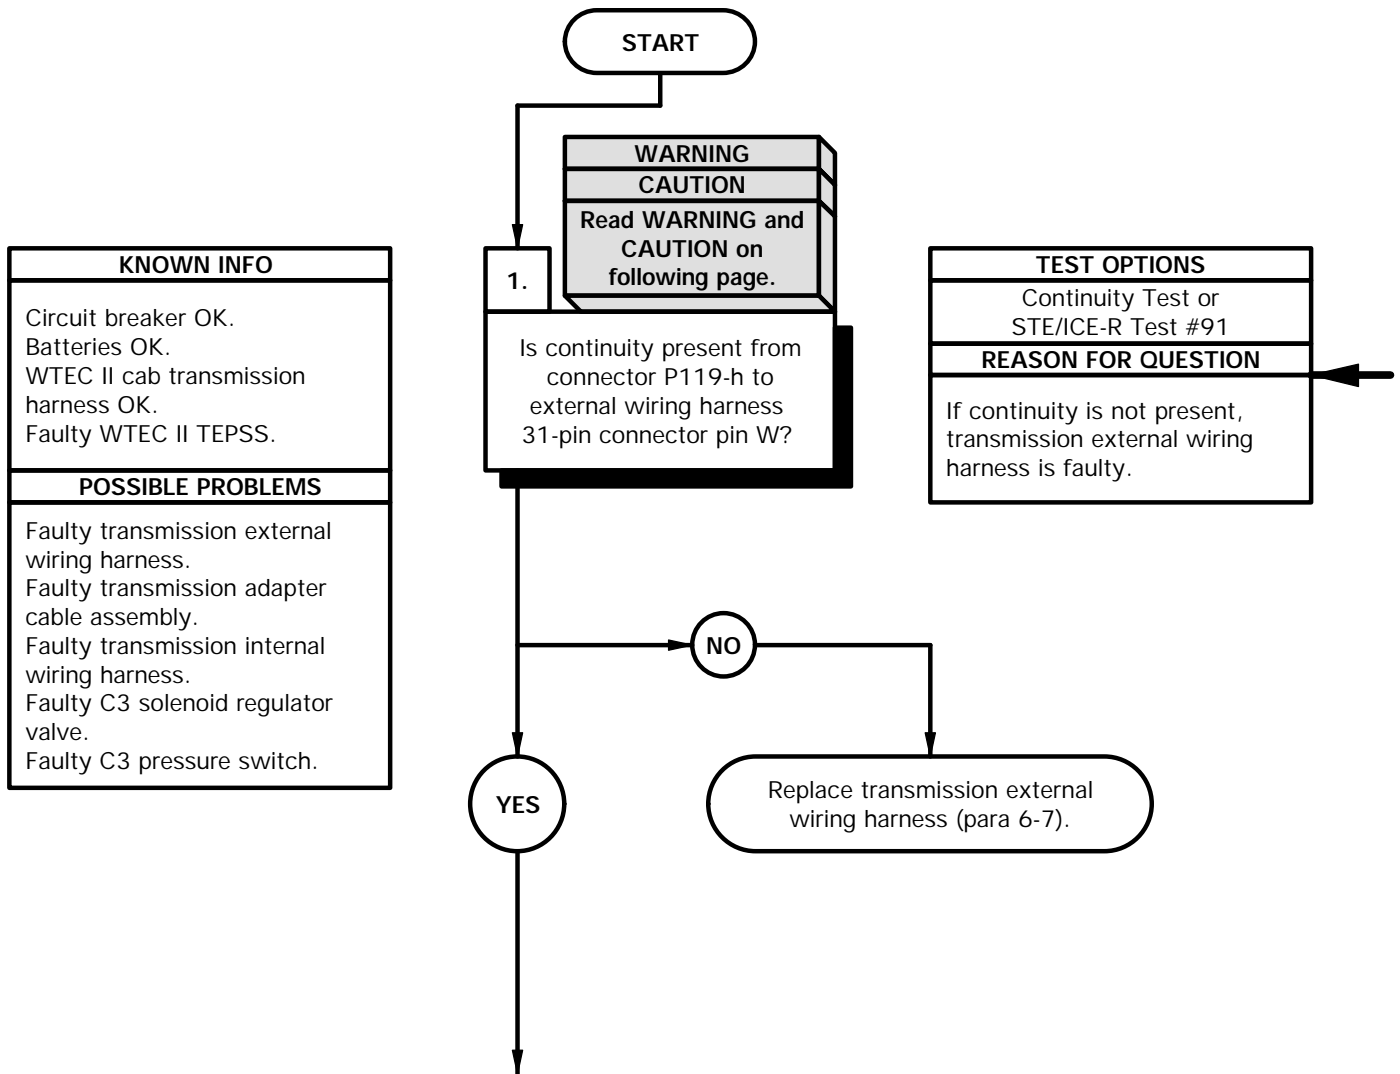 START
WARNING
CAUTION
Read WARNING and
CAUTION on
following page.
1.
Is continuity present from
connector P119-h to
external wiring harness
31-pin connector pin W?
KNOWN INFO
Circuit breaker OK.
Batteries OK.
WTEC II cab transmission
harness OK.
Faulty WTEC II TEPSS.
POSSIBLE PROBLEMS
Faulty transmission external
wiring harness.
Faulty transmission adapter
cable assembly.
Faulty transmission internal
wiring harness.
Faulty C3 solenoid regulator
valve.
Faulty C3 pressure switch.
TEST OPTIONS
Continuity Test or
STE/ICE-R Test #91
REASON FOR QUESTION
If continuity is not present,
transmission external wiring
harness is faulty.
NO
YES
Replace transmission external
wiring harness (para 6-7).